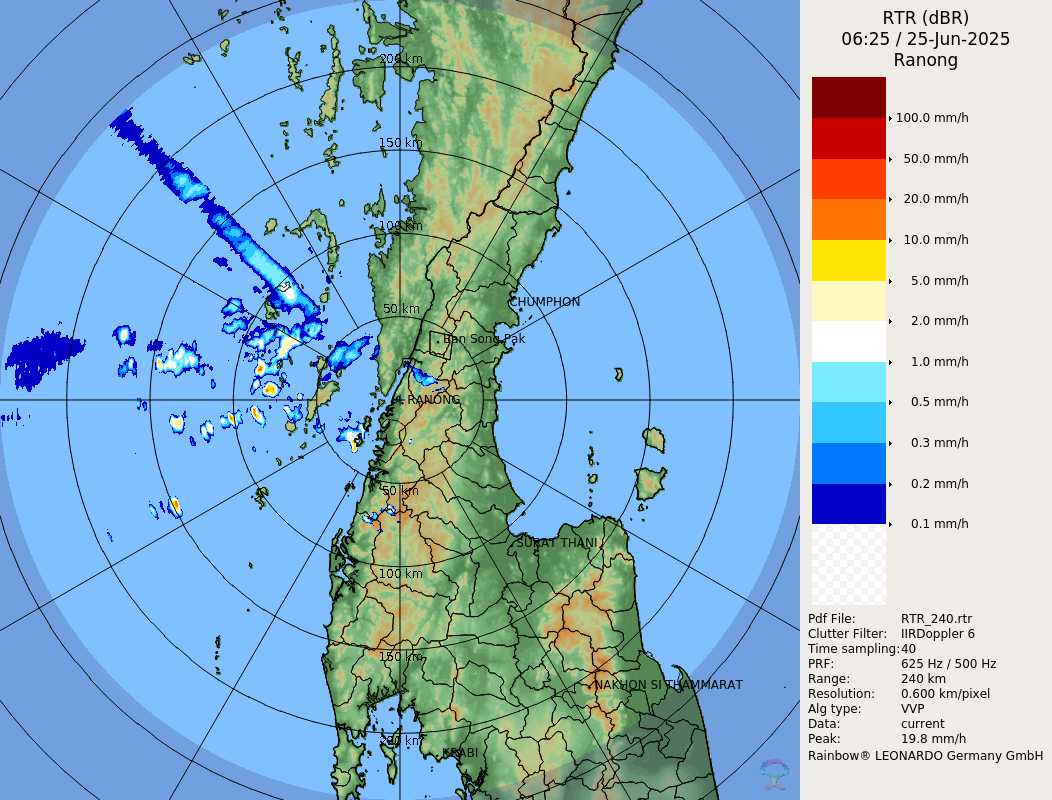 RTR (dBR)
06:25 / 25-Jun-2025
Ranong
100.0 mm/h
50.0 mm/h
20.0 mm/h
10.0 mm/h
5.0 mm/h
2.0 mm/h
1.0 mm/h
0.5 mm/h
0.3 mm/h
0.2 mm/h
0.1 mm/h
Pdf File: RTR_240.rtr
Clutter Filter: IIRDoppler 6
Time sampling: 40
PRF: 625 Hz / 500 Hz
Range: 240 km
Resolution: 0.600 km/pixel
Alg type: VVP
Data: current
Peak: 19.8 mm/h
Rainbow® LEONARDO Germany GmbH
200 km
150 km
100 km
CHUMPHON
50 km
Ban Song Pak
RANONG
50 km
SURAT THANI
100 km
150 km
NAKHON SI THAMMARAT
200 km
KRABI